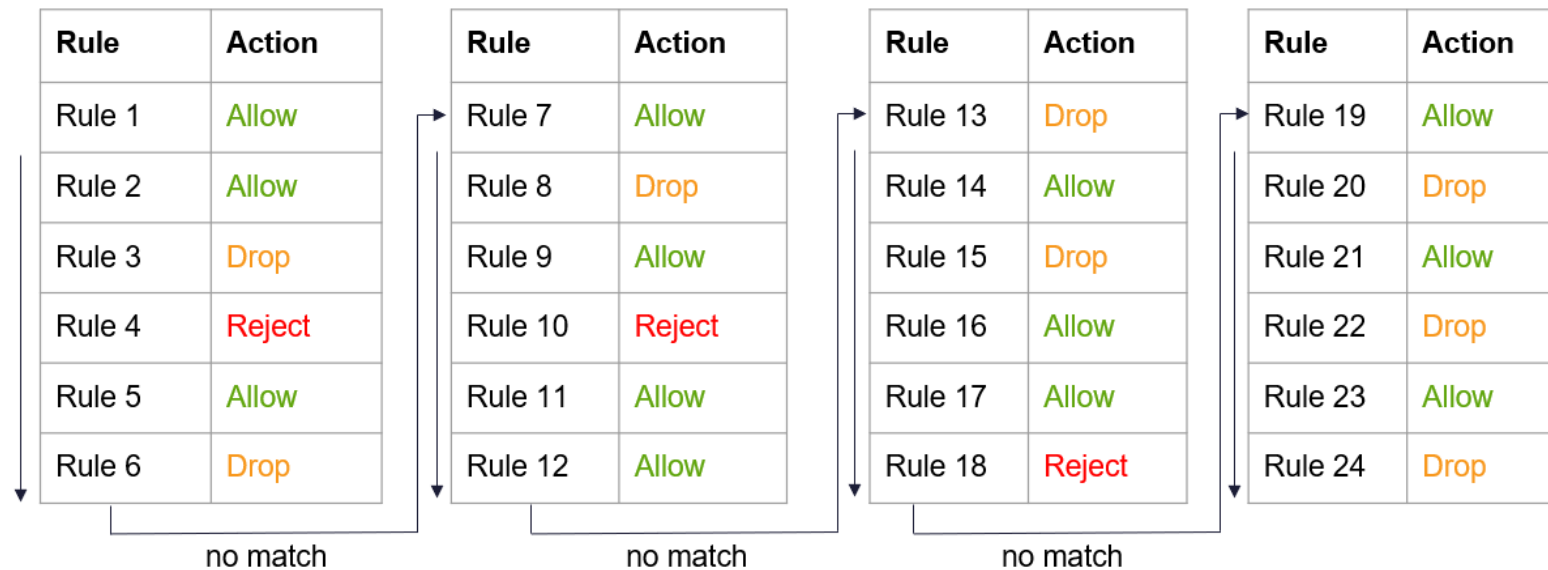 Rule Action
Rule 1 Allow
Rule 2 Allow
Rule 3 Drop
Rule 4 Reject
Rule 5 Allow
Rule 6 Drop
no match
Rule Action
Rule 7 Allow
Rule 8 Drop
Rule 9 Allow
Rule 10 Reject
Rule 11 Allow
Rule 12 Allow
no match
Rule Action
Rule 13 Drop
Rule 14 Allow
Rule 15 Drop
Rule 16 Allow
Rule 17 Allow
Rule 18 Reject
no match
Rule Action
Rule 19 Allow
Rule 20 Drop
Rule 21 Allow
Rule 22 Drop
Rule 23 Allow
Rule 24 Drop